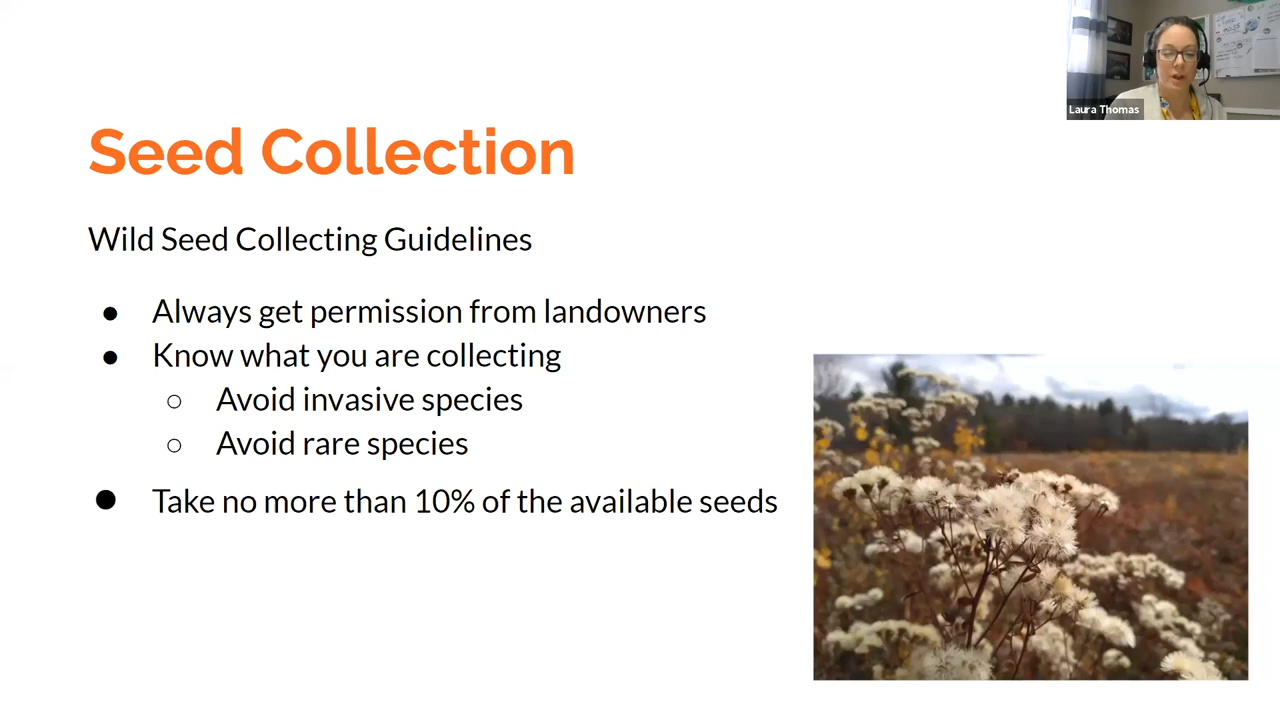 Laura Thomas
Seed Collection
Wild Seed Collecting Guidelines
● Always get permission from landowners
● Know what you are collecting
○ Avoid invasive species
○ Avoid rare species
● Take no more than 10% of the available seeds